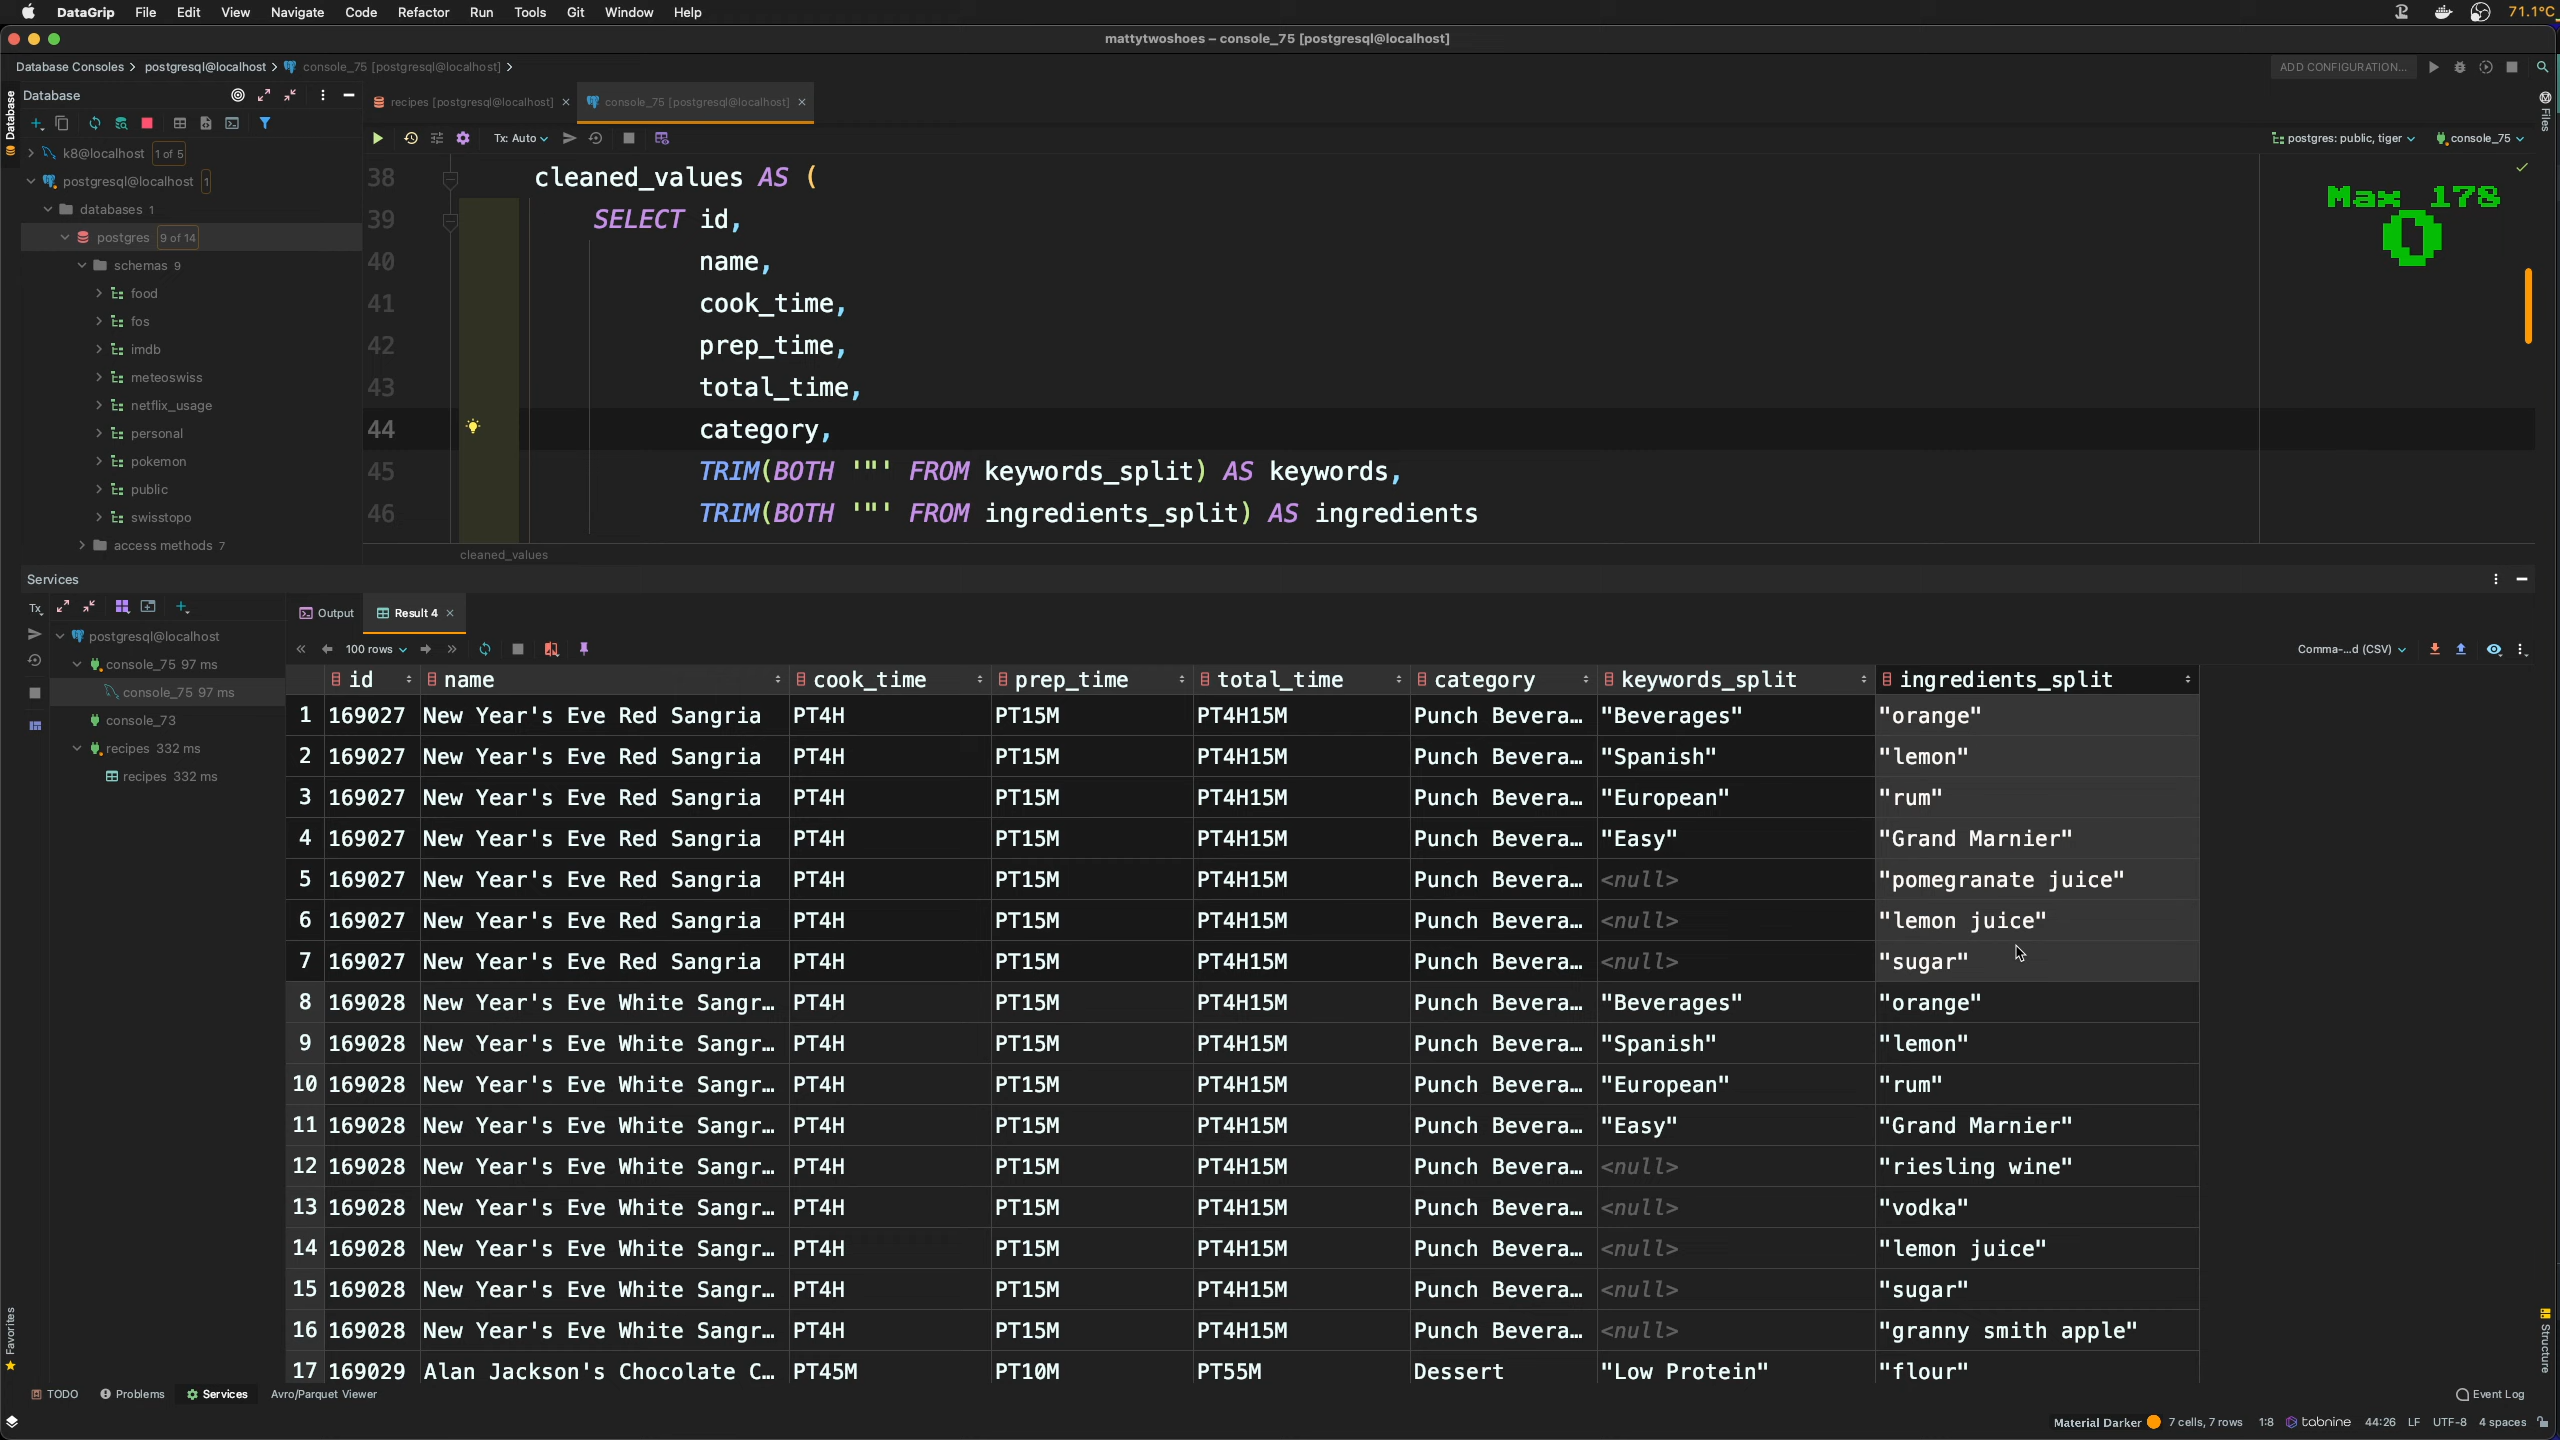 DataGrip File Edit View Navigate Code Refactor Run Tools Git Window Help 71.1°C
mattytwoshoes – console_75 [postgresql@localhost]
Database Consoles postgresql@localhost console_75 [postgresql@localhost] ADD CONFIGURATION...
Database
Database
Files
recipes [postgresql@localhost] console_75 [postgresql@localhost]
Tx: Auto postgres: public, tiger console_75
k8@localhost 1 of 5
postgresql@localhost 1
databases 1
postgres 9 of 14
schemas 9
food
fos
imdb
meteoswiss
netflix_usage
personal
pokemon
public
swisstopo
access methods 7
38 cleaned_values AS (
39 SELECT id,
40 name,
41 cook_time,
42 prep_time,
43 total_time,
44 category,
45 TRIM(BOTH '"' FROM keywords_split) AS keywords,
46 TRIM(BOTH '"' FROM ingredients_split) AS ingredients
Max 178
0
cleaned_values
Services
Tx
postgresql@localhost
console_75 97 ms
console_75 97 ms
console_73
recipes 332 ms
recipes 332 ms
Output Result 4
100 rows Comma-...d (CSV)
id name cook_time prep_time total_time category keywords_split ingredients_split
1 169027 New Year's Eve Red Sangria PT4H PT15M PT4H15M Punch Bevera… "Beverages" "orange"
2 169027 New Year's Eve Red Sangria PT4H PT15M PT4H15M Punch Bevera… "Spanish" "lemon"
3 169027 New Year's Eve Red Sangria PT4H PT15M PT4H15M Punch Bevera… "European" "rum"
4 169027 New Year's Eve Red Sangria PT4H PT15M PT4H15M Punch Bevera… "Easy" "Grand Marnier"
5 169027 New Year's Eve Red Sangria PT4H PT15M PT4H15M Punch Bevera… <null> "pomegranate juice"
6 169027 New Year's Eve Red Sangria PT4H PT15M PT4H15M Punch Bevera… <null> "lemon juice"
7 169027 New Year's Eve Red Sangria PT4H PT15M PT4H15M Punch Bevera… <null> "sugar"
8 169028 New Year's Eve White Sangr… PT4H PT15M PT4H15M Punch Bevera… "Beverages" "orange"
9 169028 New Year's Eve White Sangr… PT4H PT15M PT4H15M Punch Bevera… "Spanish" "lemon"
10 169028 New Year's Eve White Sangr… PT4H PT15M PT4H15M Punch Bevera… "European" "rum"
11 169028 New Year's Eve White Sangr… PT4H PT15M PT4H15M Punch Bevera… "Easy" "Grand Marnier"
12 169028 New Year's Eve White Sangr… PT4H PT15M PT4H15M Punch Bevera… <null> "riesling wine"
13 169028 New Year's Eve White Sangr… PT4H PT15M PT4H15M Punch Bevera… <null> "vodka"
14 169028 New Year's Eve White Sangr… PT4H PT15M PT4H15M Punch Bevera… <null> "lemon juice"
15 169028 New Year's Eve White Sangr… PT4H PT15M PT4H15M Punch Bevera… <null> "sugar"
16 169028 New Year's Eve White Sangr… PT4H PT15M PT4H15M Punch Bevera… <null> "granny smith apple"
17 169029 Alan Jackson's Chocolate C… PT45M PT10M PT55M Dessert "Low Protein" "flour"
Favorites
Structure
TODO Problems Services Avro/Parquet Viewer Event Log
Material Darker 7 cells, 7 rows 1:8 tabnine 44:26 LF UTF-8 4 spaces